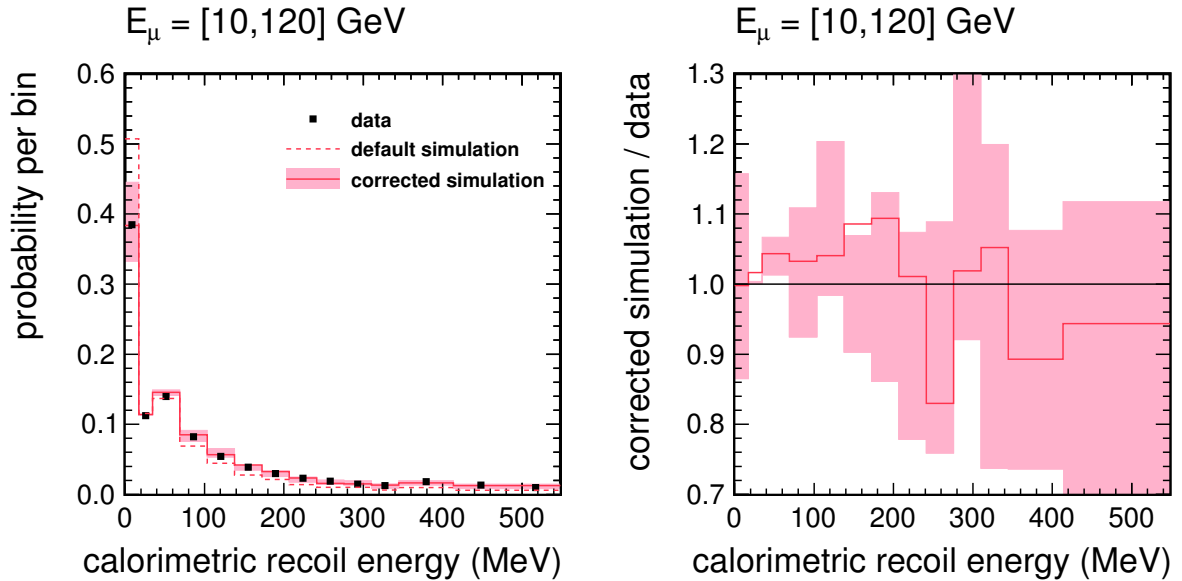 E_μ = [10,120] GeV
probability per bin
0.6
0.5
0.4
0.3
0.2
0.1
0.0
data
default simulation
corrected simulation
0 100 200 300 400 500
calorimetric recoil energy (MeV)
E_μ = [10,120] GeV
corrected simulation / data
1.3
1.2
1.1
1.0
0.9
0.8
0.7
0 100 200 300 400 500
calorimetric recoil energy (MeV)